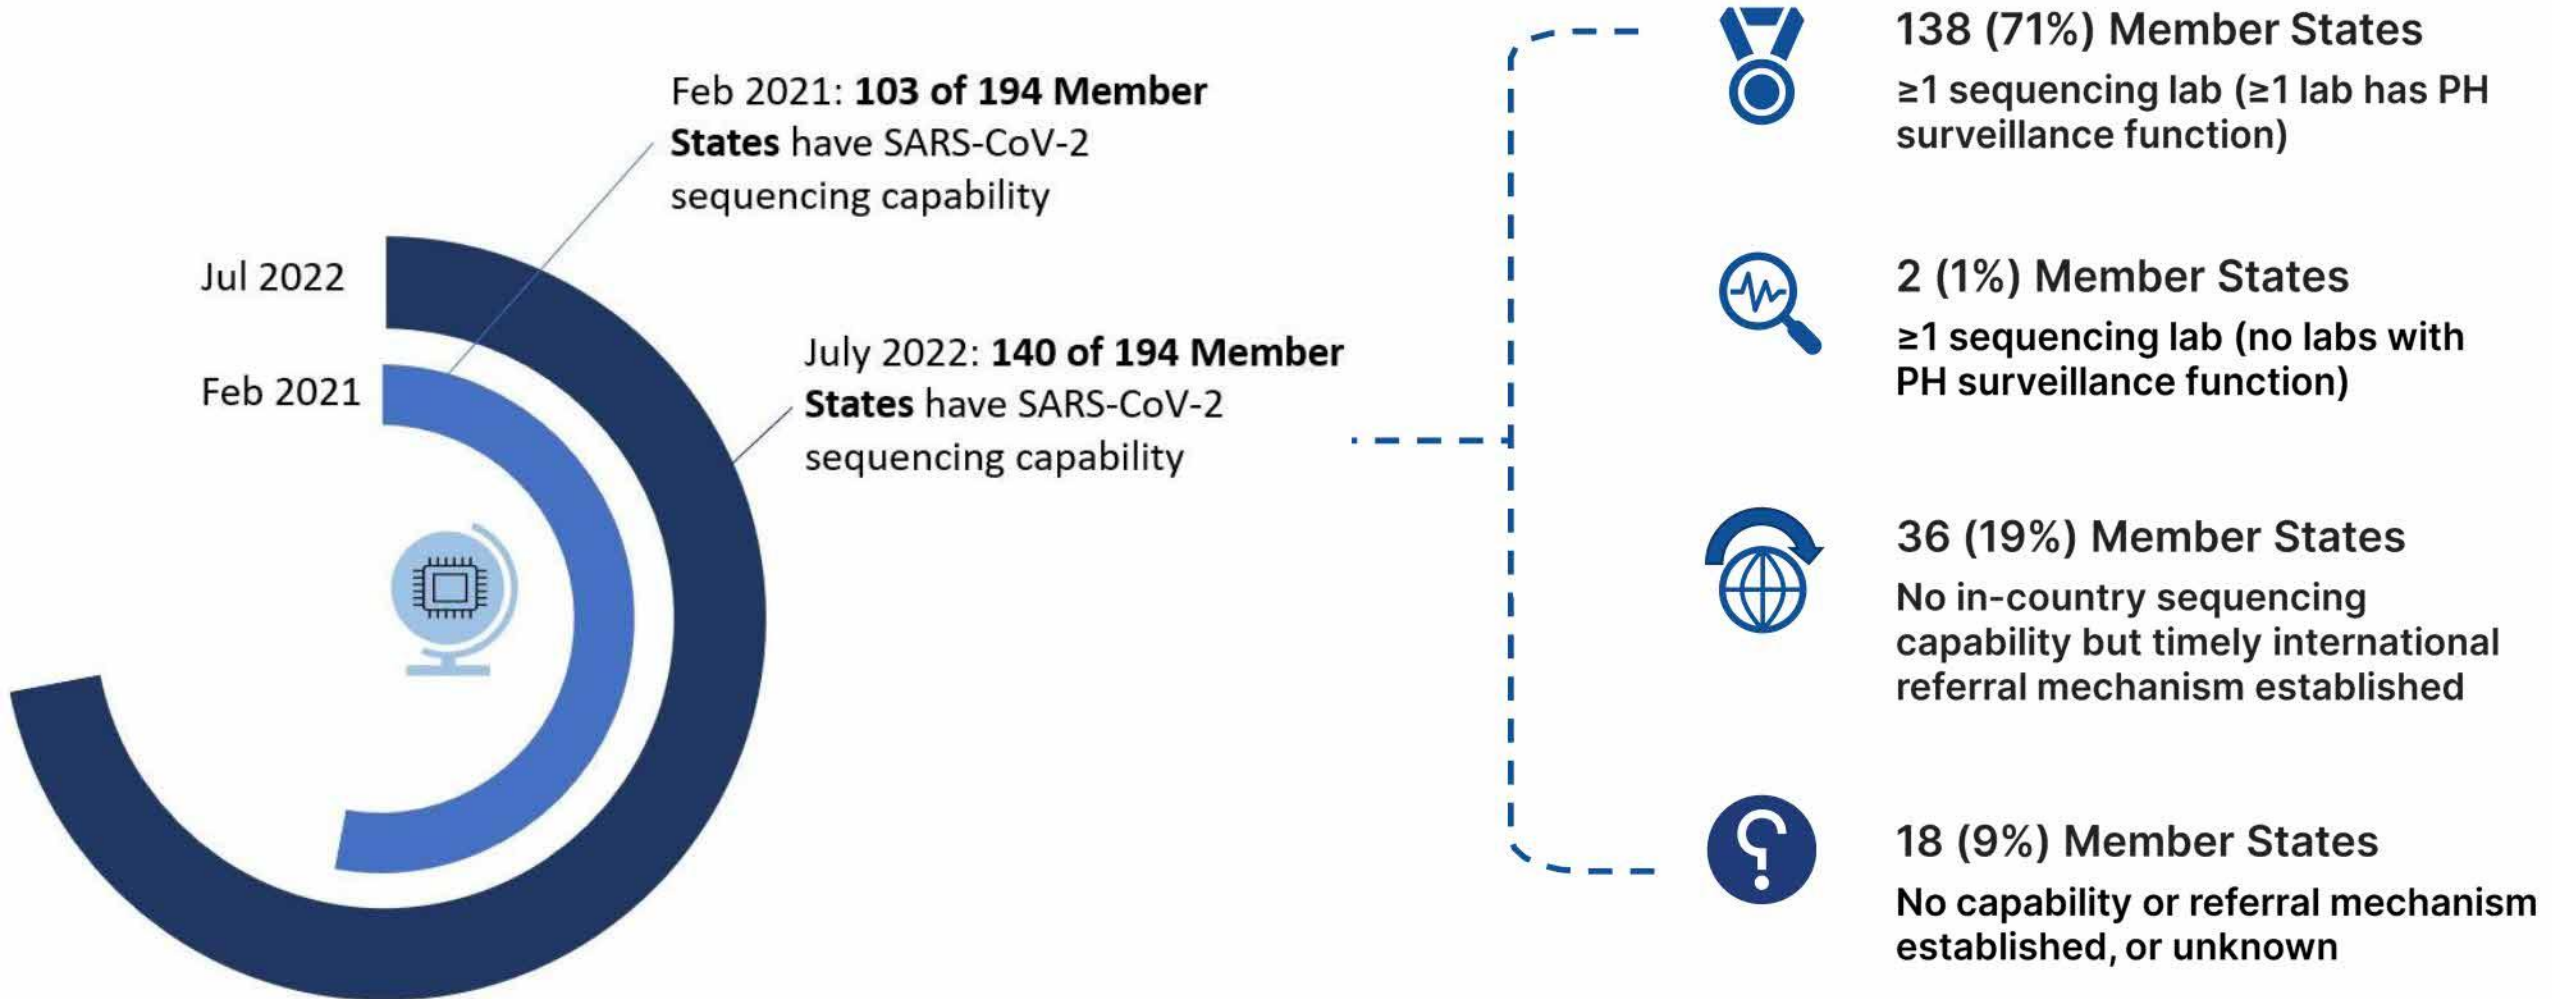 Feb 2021: 103 of 194 Member
States have SARS-CoV-2
sequencing capability
Jul 2022
Feb 2021
July 2022: 140 of 194 Member
States have SARS-CoV-2
sequencing capability
138 (71%) Member States
≥1 sequencing lab (≥1 lab has PH
surveillance function)
2 (1%) Member States
≥1 sequencing lab (no labs with
PH surveillance function)
36 (19%) Member States
No in-country sequencing
capability but timely international
referral mechanism established
18 (9%) Member States
No capability or referral mechanism
established, or unknown